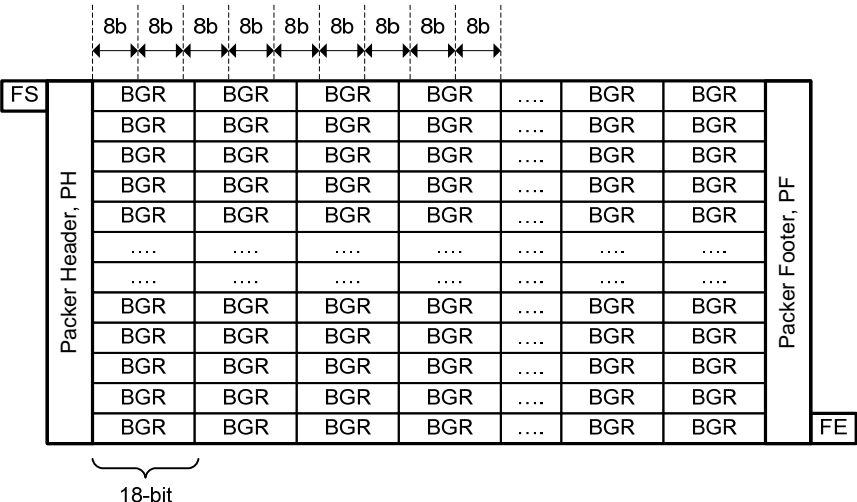 8b 8b 8b 8b 8b 8b 8b 8b 8b
FS BGR BGR BGR BGR .... BGR BGR
BGR BGR BGR BGR .... BGR BGR
BGR BGR BGR BGR .... BGR BGR
BGR BGR BGR BGR .... BGR BGR
BGR BGR BGR BGR .... BGR BGR
.... .... .... .... .... .... ....
.... .... .... .... .... .... ....
BGR BGR BGR BGR .... BGR BGR
BGR BGR BGR BGR .... BGR BGR
BGR BGR BGR BGR .... BGR BGR
BGR BGR BGR BGR .... BGR BGR
BGR BGR BGR BGR .... BGR BGR FE
Packer Header, PH
Packer Footer, PF
18-bit